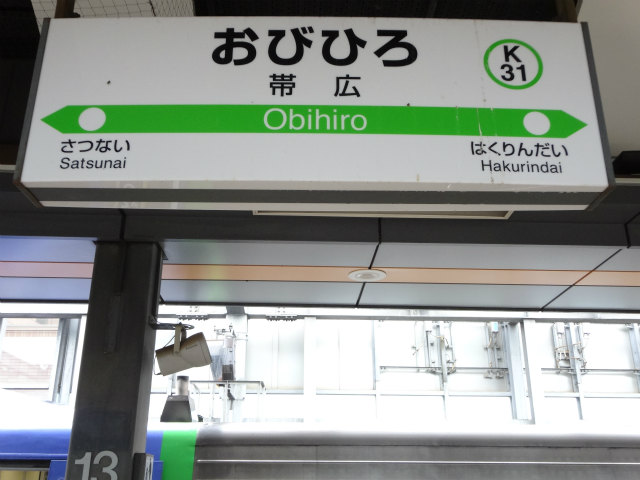 おびひろ
帯広
K
31
Obihiro
さつない
Satsunai
はくりんだい
Hakurindai
13